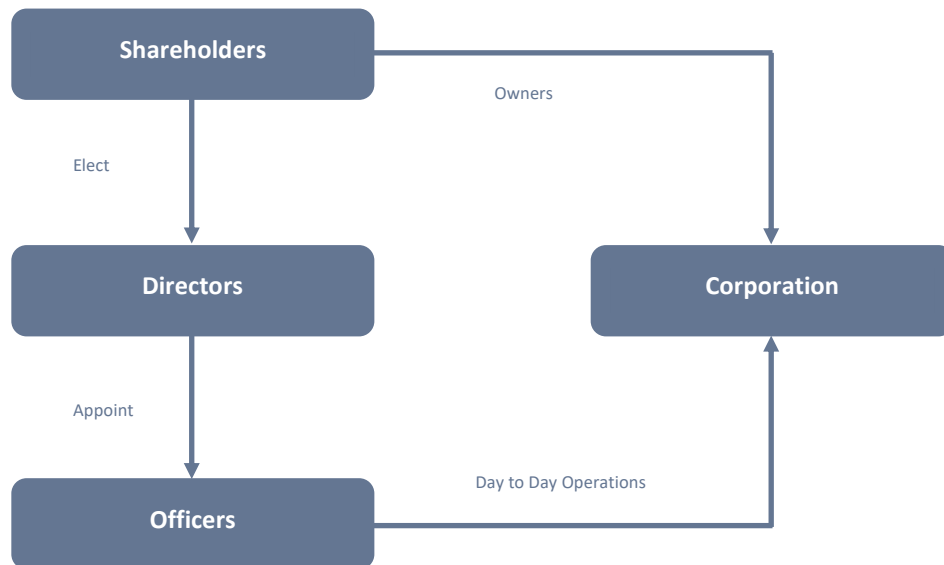 Shareholders
Owners
Elect
Directors
Corporation
Appoint
Day to Day Operations
Officers